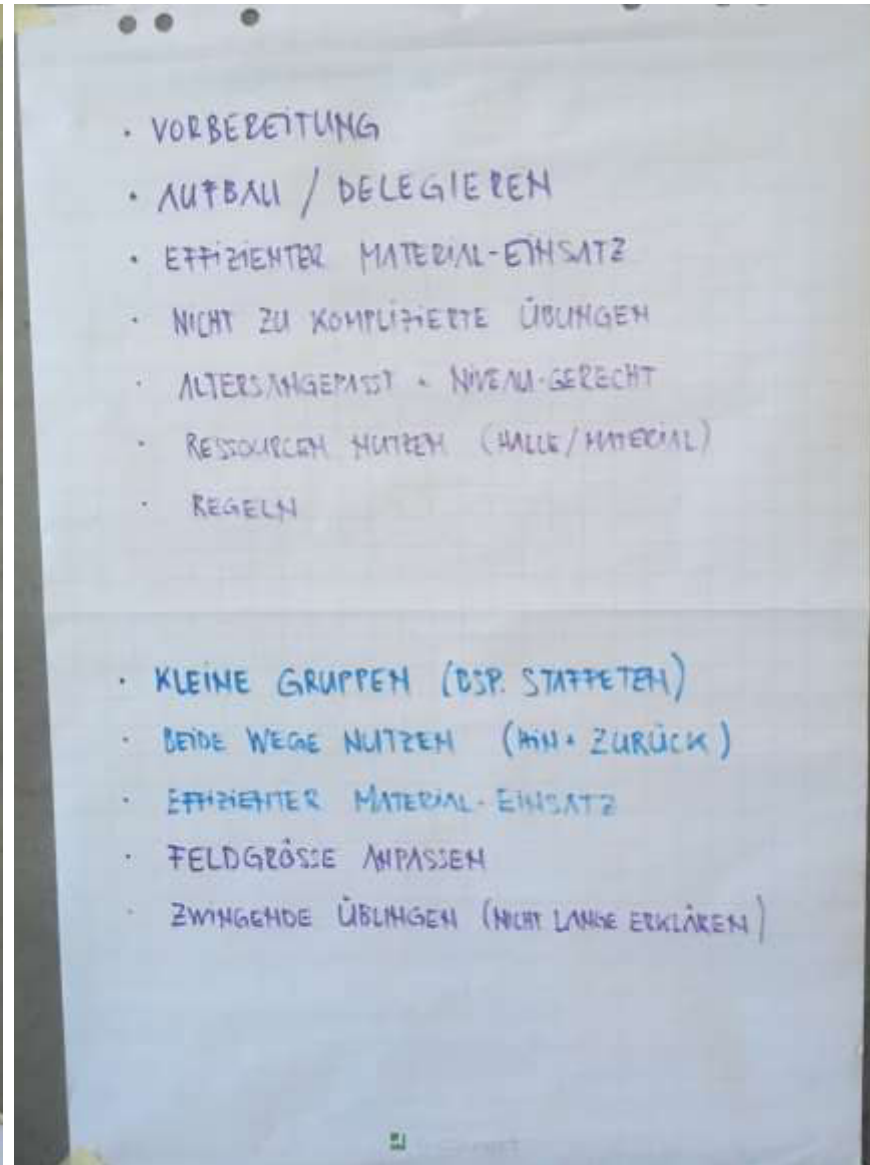 · VORBEREITUNG
· AUFBAU / DELEGIEREN
· EFFIZIENTER MATERIAL-EINSATZ
· NICHT ZU KOMPLIZIERTE ÜBUNGEN
· ALTERSANGEPASST + NIVEAU-GERECHT
· RESSOURCEN NUTZEN (HALLE/MATERIAL)
· REGELN
· KLEINE GRUPPEN (BSP. STAFFETEN)
· BEIDE WEGE NUTZEN (HIN + ZURÜCK)
· EFFIZIENTER MATERIAL-EINSATZ
· FELDGRÖSSE ANPASSEN
· ZWINGENDE ÜBUNGEN (NICHT LANGE ERKLÄREN)